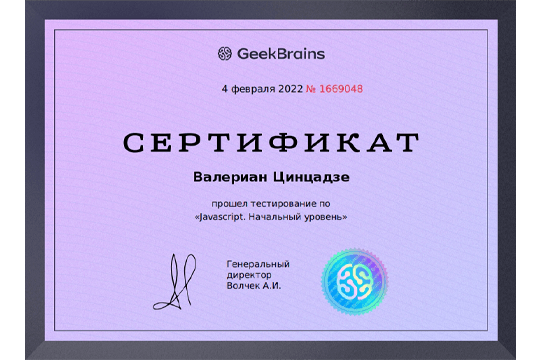 GeekBrains
4 февраля 2022 № 1669048
СЕРТИФИКАТ
Валериан Цинцадзе
прошел тестирование по
«Javascript. Начальный уровень»
Генеральный
директор
Волчек А.И.